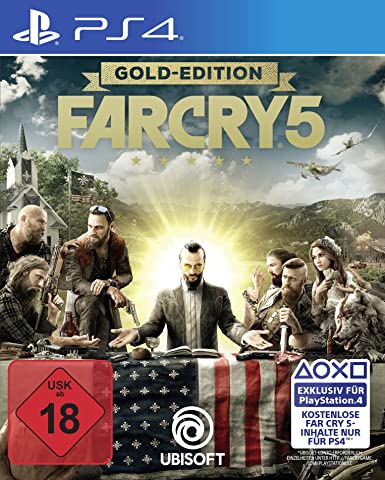 PS4
GOLD-EDITION
FARCRY5
USK
ab
18
EXKLUSIV FÜR
PlayStation.4
KOSTENLOSE
FAR CRY 5-
INHALTE NUR
FÜR PS4™
UBISOFT